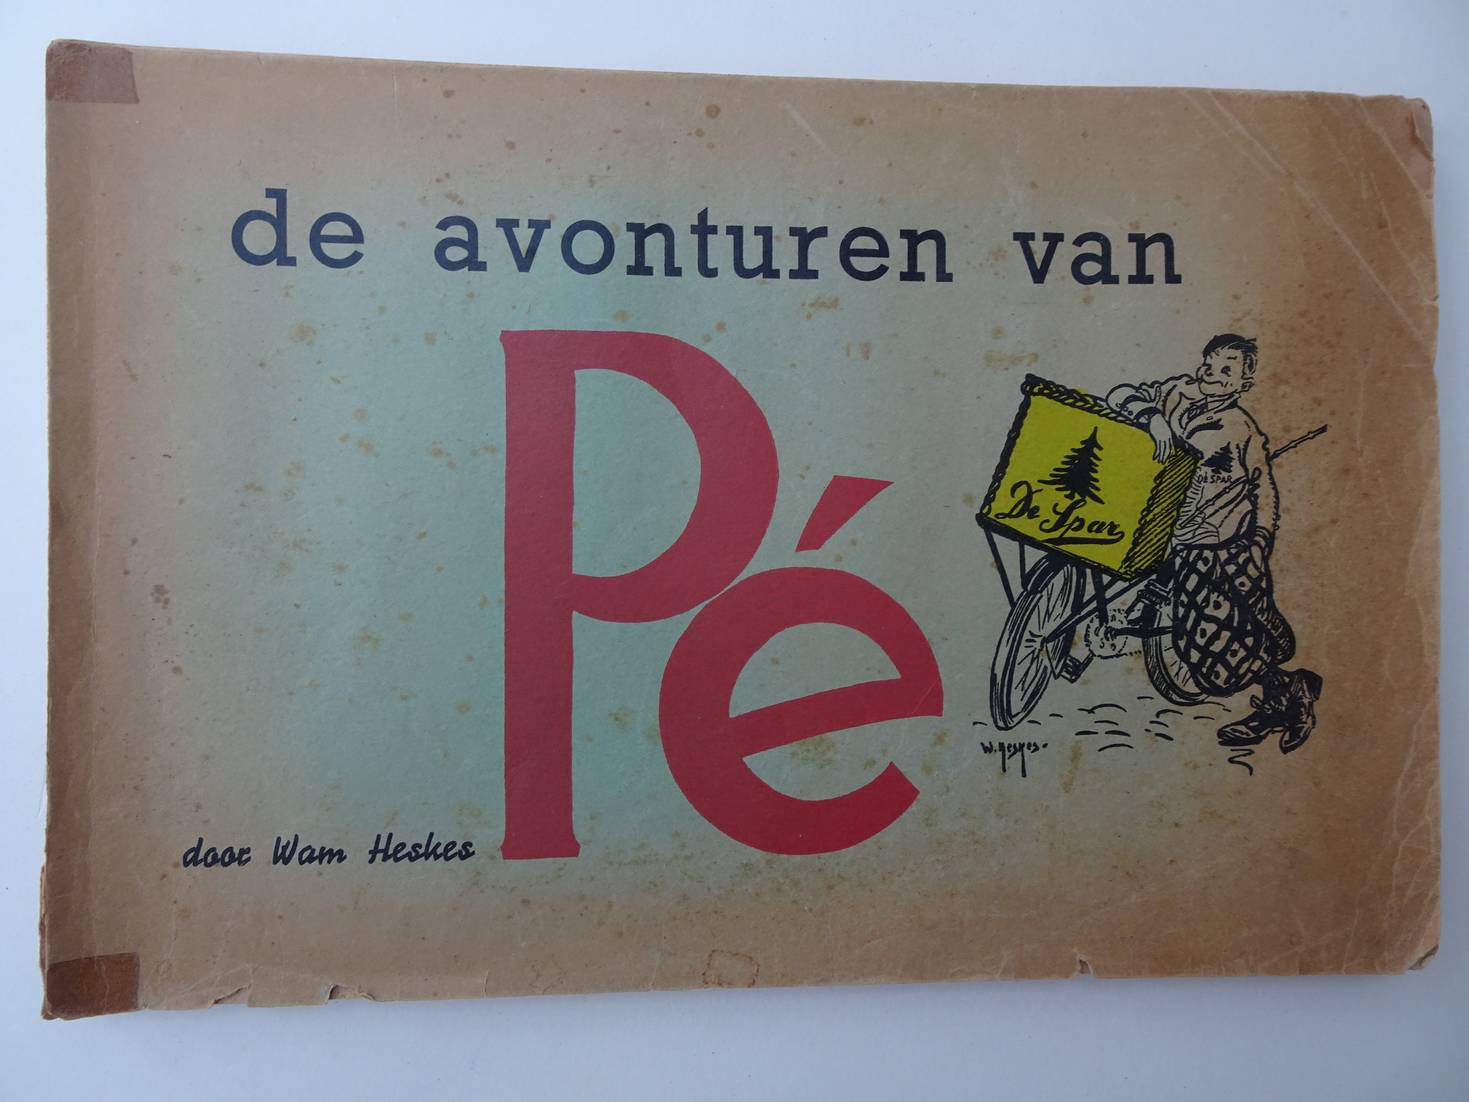 de avonturen van
Pé
De Spar
DE SPAR
W. Heskes.
door Wam Heskes